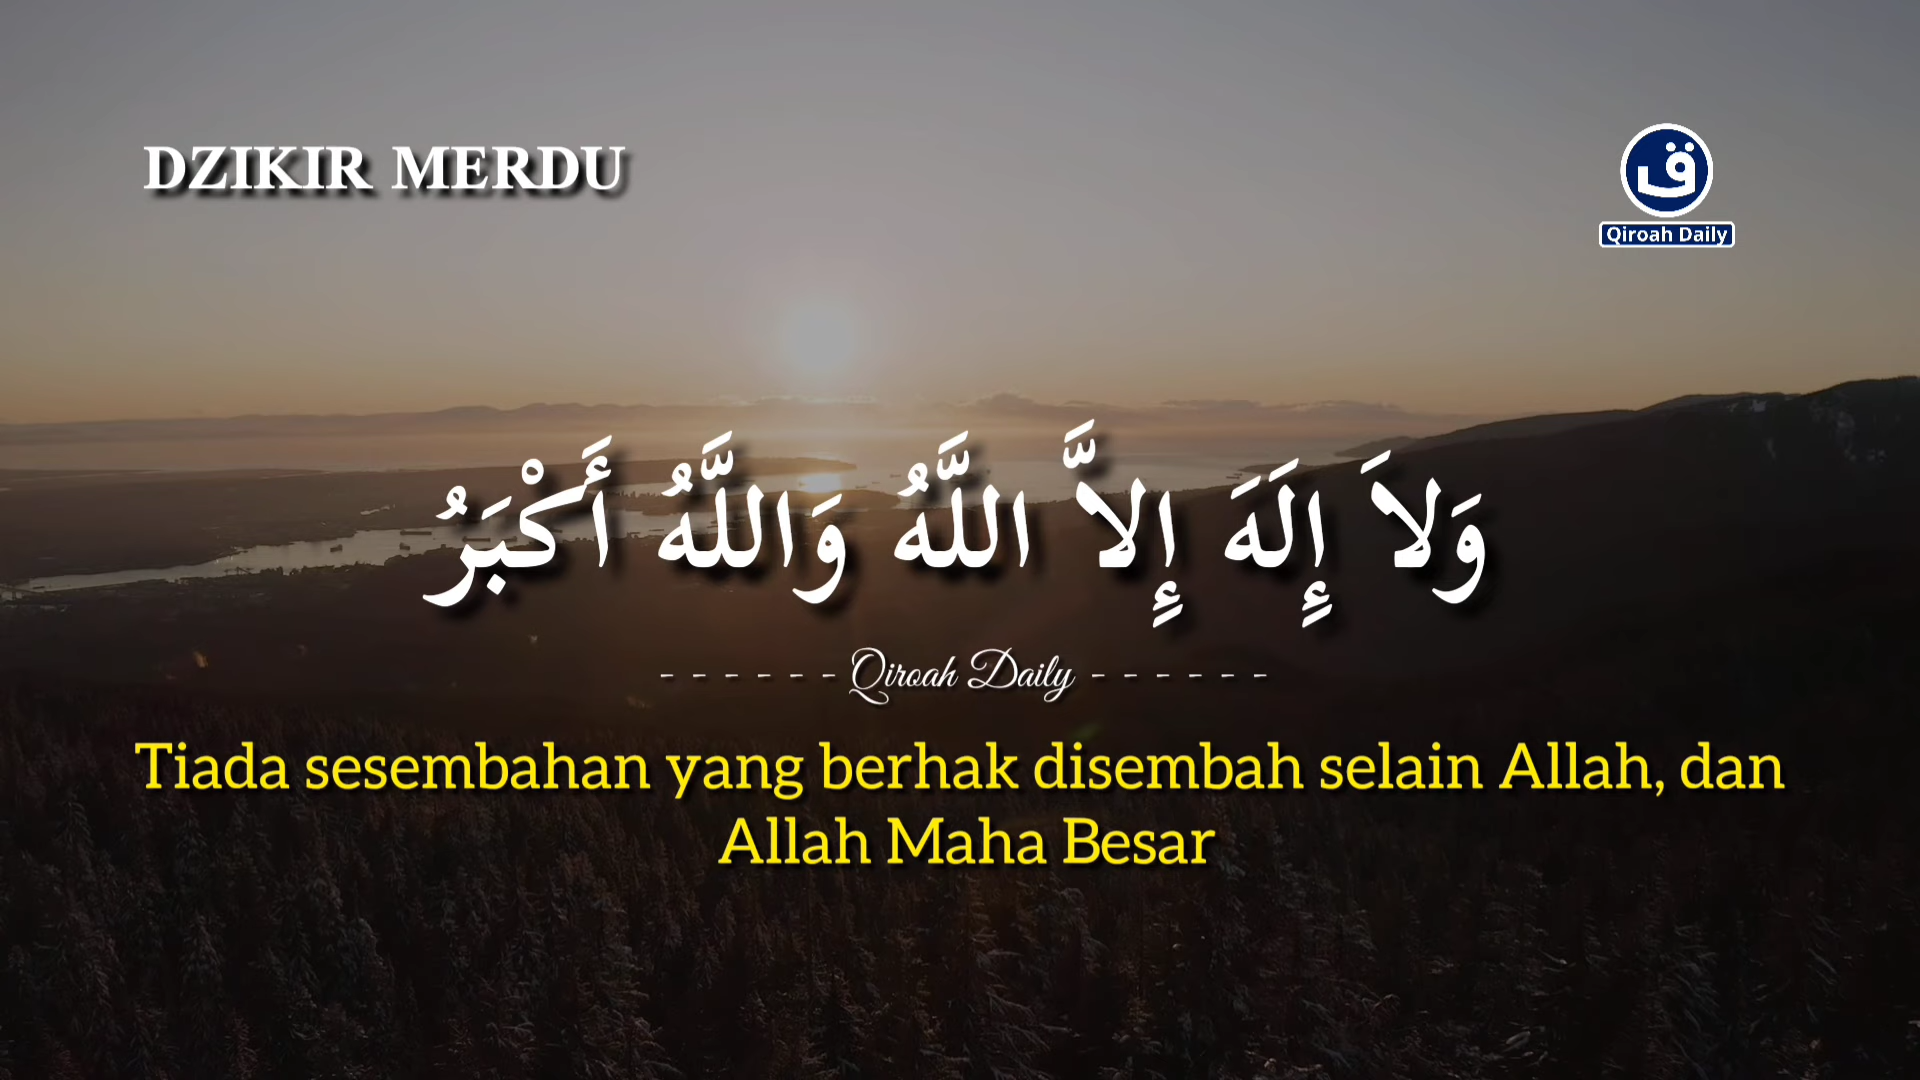 DZIKIR MERDU
ق
Qiroah Daily
وَلاَ إِلَهَ إِلاَّ اللَّهُ وَاللَّهُ أَكْبَرُ
- - - - - - Qiroah Daily - - - - - -
Tiada sesembahan yang berhak disembah selain Allah, dan
Allah Maha Besar